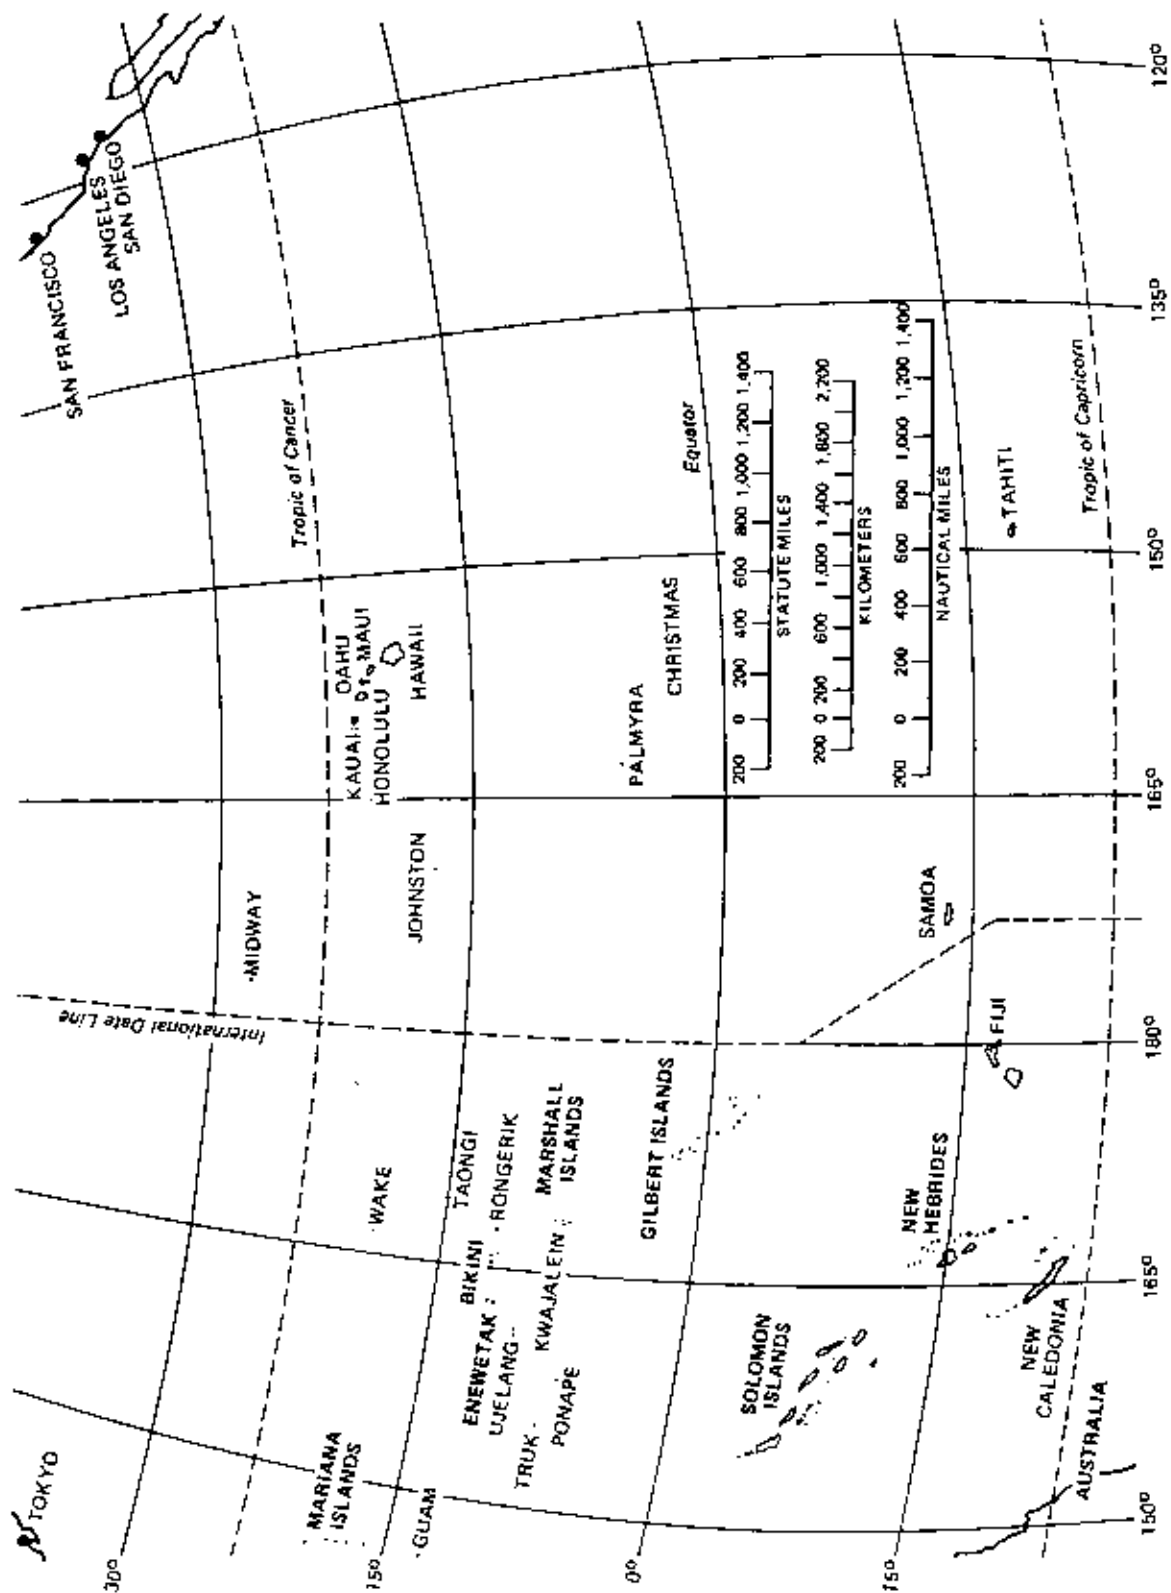 TOKYO
SAN FRANCISCO
LOS ANGELES
SAN DIEGO
30°
International Date Line
MIDWAY
Tropic of Cancer
MARIANA
ISLANDS
WAKE
KAUAI
OAHU
MAUI
HONOLULU
HAWAII
JOHNSTON
15°
GUAM
TAONGI
BIKINI
RONGERIK
ENEWETAK
UJELANG
MARSHALL
ISLANDS
KWAJALEIN
TRUK
PONAPE
PALMYRA
CHRISTMAS
GILBERT ISLANDS
0°
Equator
200 0 200 400 600 800 1,000 1,200 1,400
STATUTE MILES
200 0 200 600 1,000 1,400 1,800 2,200
KILOMETERS
200 0 200 400 600 800 1,000 1,200 1,400
NAUTICAL MILES
SOLOMON
ISLANDS
SAMOA
15°
NEW
HEBRIDES
FIJI
TAHITI
NEW
CALEDONIA
AUSTRALIA
Tropic of Capricorn
150° 165° 180° 165° 150° 135° 120°